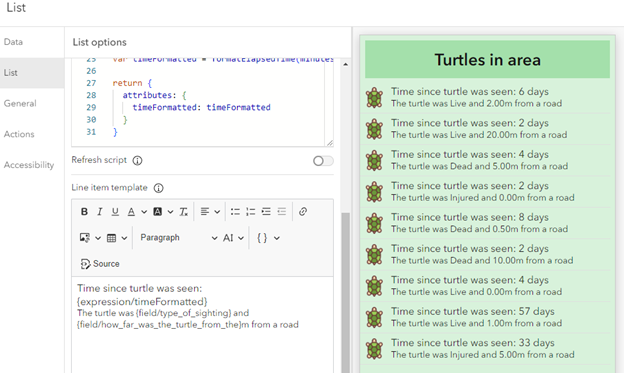 List
Data
List
General
Actions
Accessibility
List options
25 var timeFormatted = formatElapsedTime(minutes
26
27 return {
28 attributes: {
29 timeFormatted: timeFormatted
30 }
31 }
Refresh script
Line item template
B I U A A Tx
Paragraph AI { }
Source
Time since turtle was seen:
{expression/timeFormatted}
The turtle was {field/type_of_sighting} and
{field/how_far_was_the_turtle_from_the}m from a road
Turtles in area
Time since turtle was seen: 6 days
The turtle was Live and 2.00m from a road
Time since turtle was seen: 2 days
The turtle was Live and 20.00m from a road
Time since turtle was seen: 4 days
The turtle was Dead and 5.00m from a road
Time since turtle was seen: 2 days
The turtle was Injured and 0.00m from a road
Time since turtle was seen: 8 days
The turtle was Dead and 0.50m from a road
Time since turtle was seen: 2 days
The turtle was Dead and 10.00m from a road
Time since turtle was seen: 4 days
The turtle was Live and 0.00m from a road
Time since turtle was seen: 57 days
The turtle was Live and 1.00m from a road
Time since turtle was seen: 33 days
The turtle was Injured and 5.00m from a road